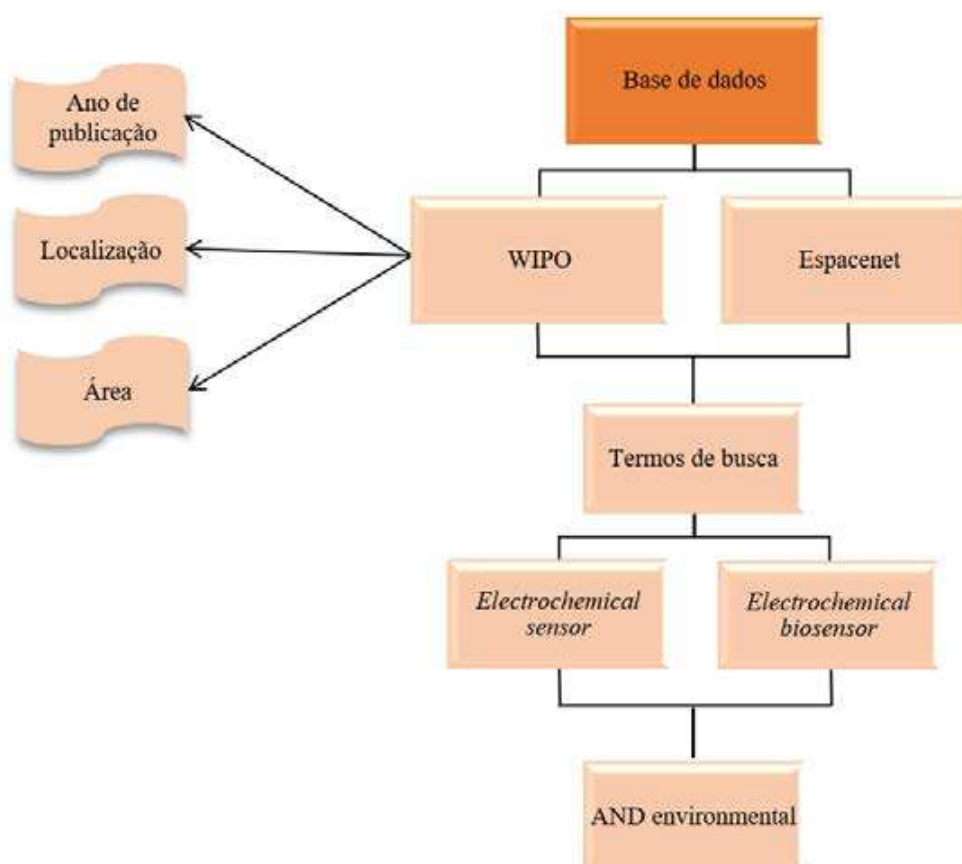 Base de dados
Ano de
publicação
Localização
Área
WIPO
Espacenet
Termos de busca
Electrochemical
sensor
Electrochemical
biosensor
AND environmental